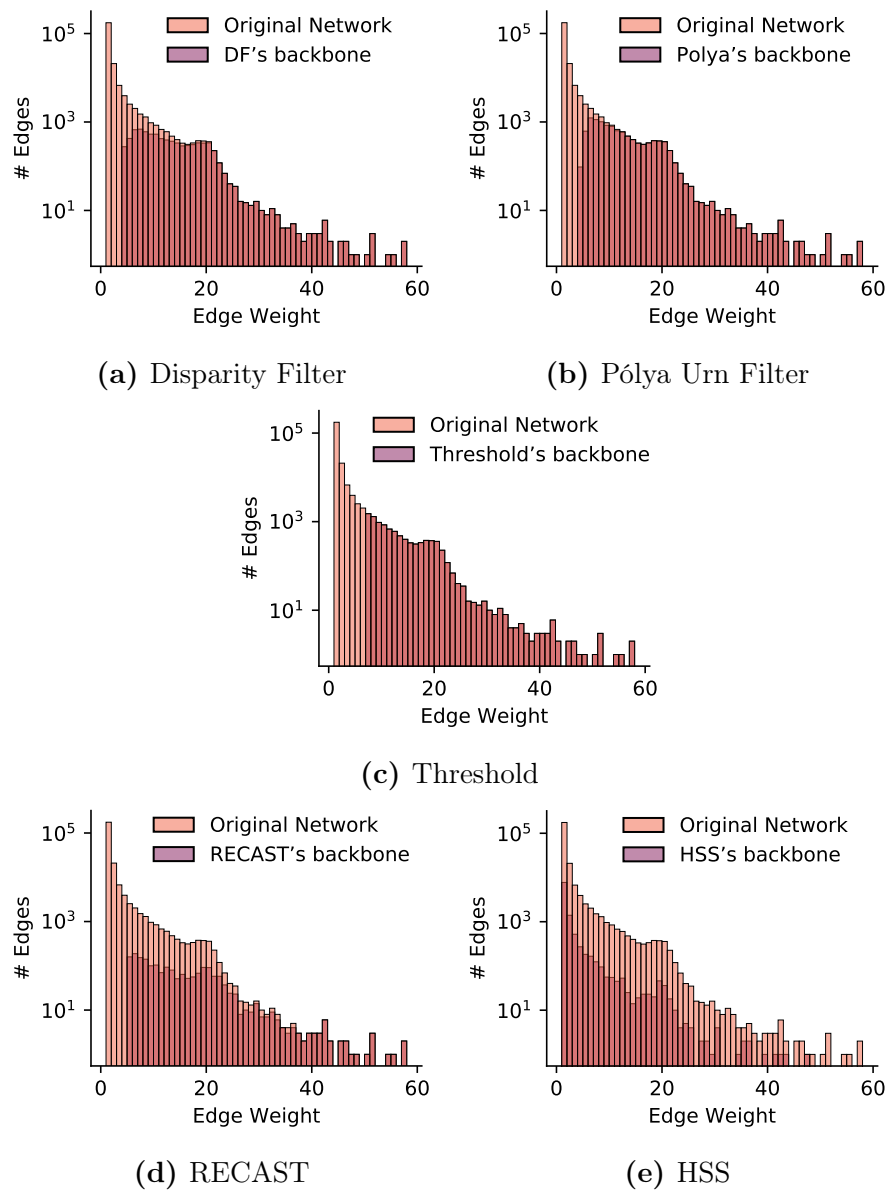 Original Network
DF's backbone
10^5
10^3
10^1
# Edges
0 20 40 60
Edge Weight
(a) Disparity Filter
Original Network
Polya's backbone
10^5
10^3
10^1
# Edges
0 20 40 60
Edge Weight
(b) Pólya Urn Filter
Original Network
Threshold's backbone
10^5
10^3
10^1
# Edges
0 20 40 60
Edge Weight
(c) Threshold
Original Network
RECAST's backbone
10^5
10^3
10^1
# Edges
0 20 40 60
Edge Weight
(d) RECAST
Original Network
HSS's backbone
10^5
10^3
10^1
# Edges
0 20 40 60
Edge Weight
(e) HSS